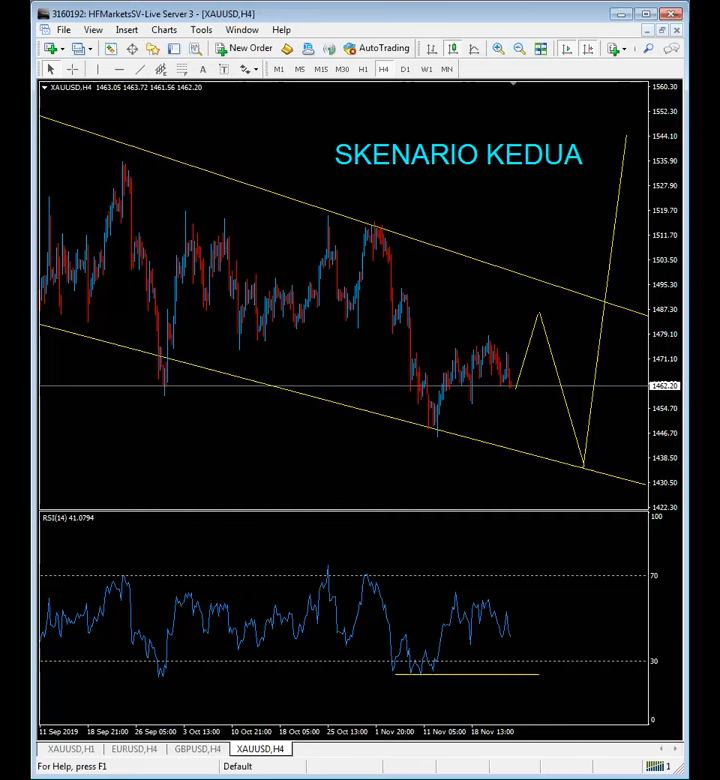 3160192: HFMarketsSV-Live Server 3 - [XAUUSD,H4]
File View Insert Charts Tools Window Help
New Order AutoTrading
A T M1 M5 M15 M30 H1 H4 D1 W1 MN
XAUUSD,H4 1463.05 1463.72 1461.56 1462.20
SKENARIO KEDUA
1560.30
1552.30
1544.10
1535.90
1527.90
1519.70
1511.70
1503.50
1495.30
1487.30
1479.10
1471.10
1462.20
1454.70
1446.70
1438.50
1430.50
1422.30
RSI(14) 41.0794
100
70
30
0
11 Sep 2019 18 Sep 21:00 26 Sep 05:00 3 Oct 13:00 10 Oct 21:00 18 Oct 05:00 25 Oct 13:00 1 Nov 20:00 11 Nov 05:00 18 Nov 13:00
XAUUSD,H1 EURUSD,H4 GBPUSD,H4 XAUUSD,H4
For Help, press F1 Default 1